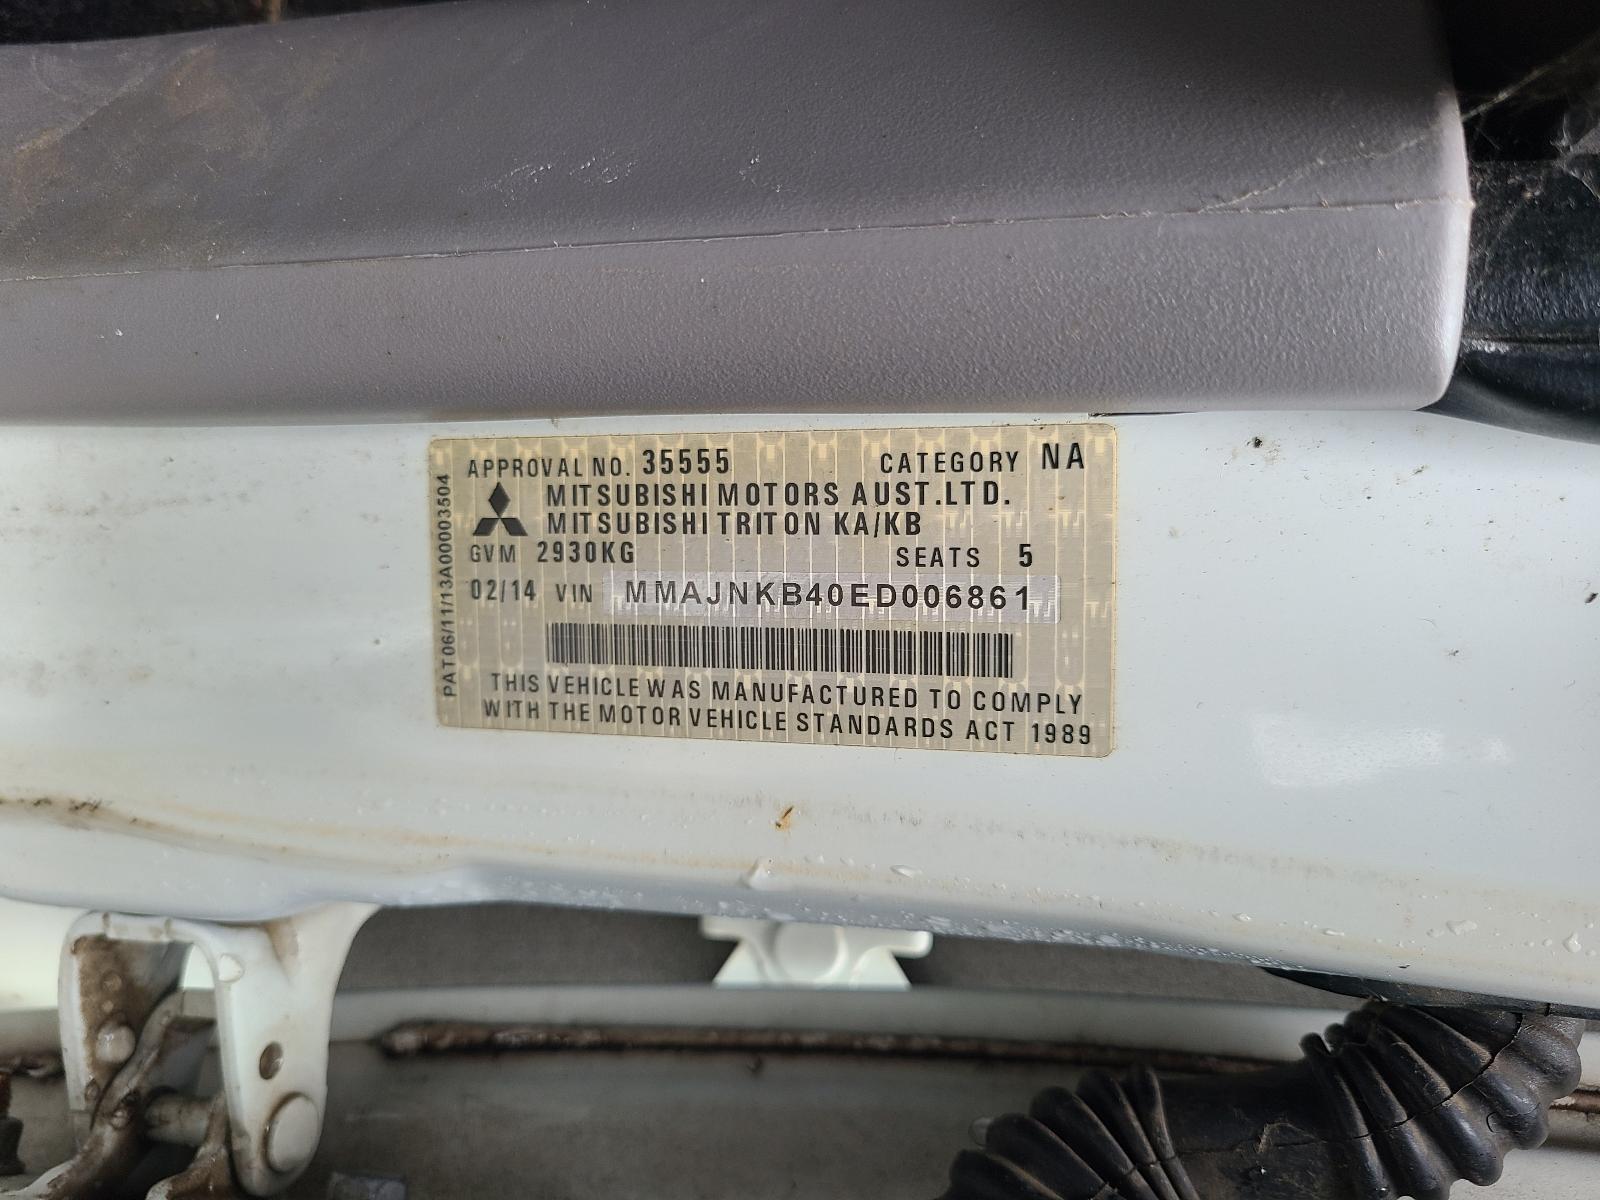 APPROVAL NO. 35555 CATEGORY NA
MITSUBISHI MOTORS AUST.LTD.
MITSUBISHI TRITON KA/KB
GVM 2930KG SEATS 5
02/14 VIN MMAJNKB40ED006861
THIS VEHICLE WAS MANUFACTURED TO COMPLY
WITH THE MOTOR VEHICLE STANDARDS ACT 1989
PAT06/11/13A00003504